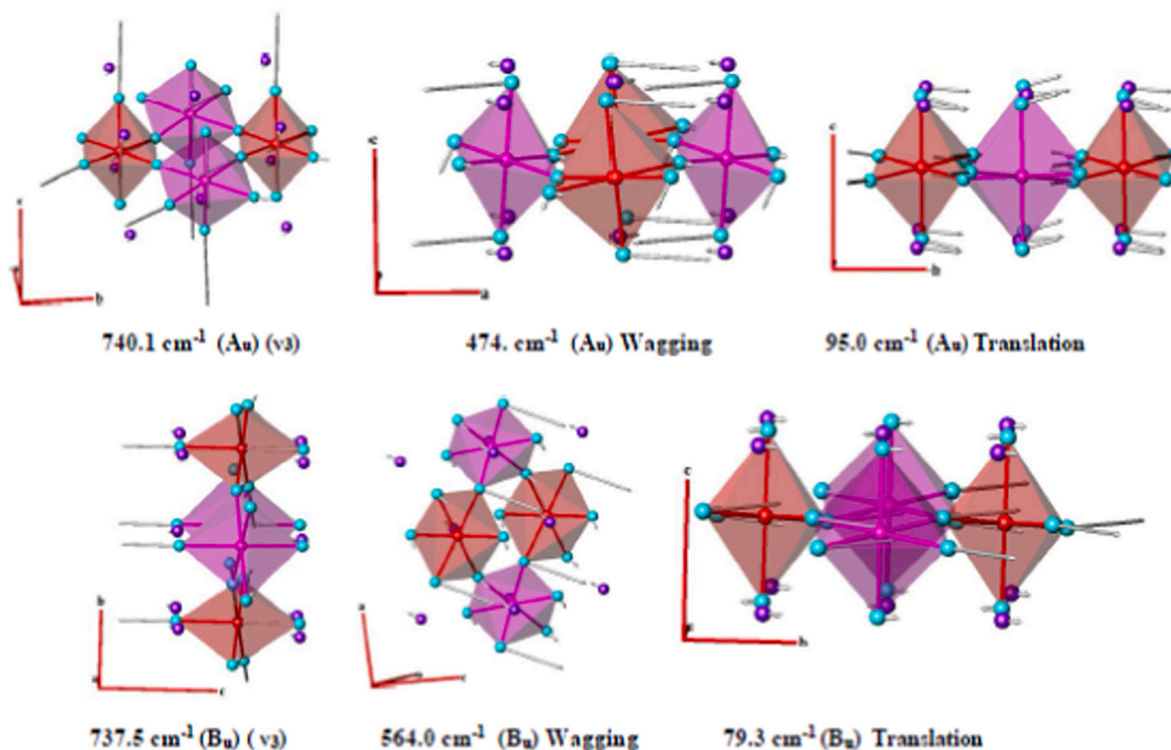 740.1 cm⁻¹ (Au) (ν3)
474. cm⁻¹ (Au) Wagging
95.0 cm⁻¹ (Au) Translation
737.5 cm⁻¹ (Bu) ( ν3)
564.0 cm⁻¹ (Bu) Wagging
79.3 cm⁻¹ (Bu) Translation